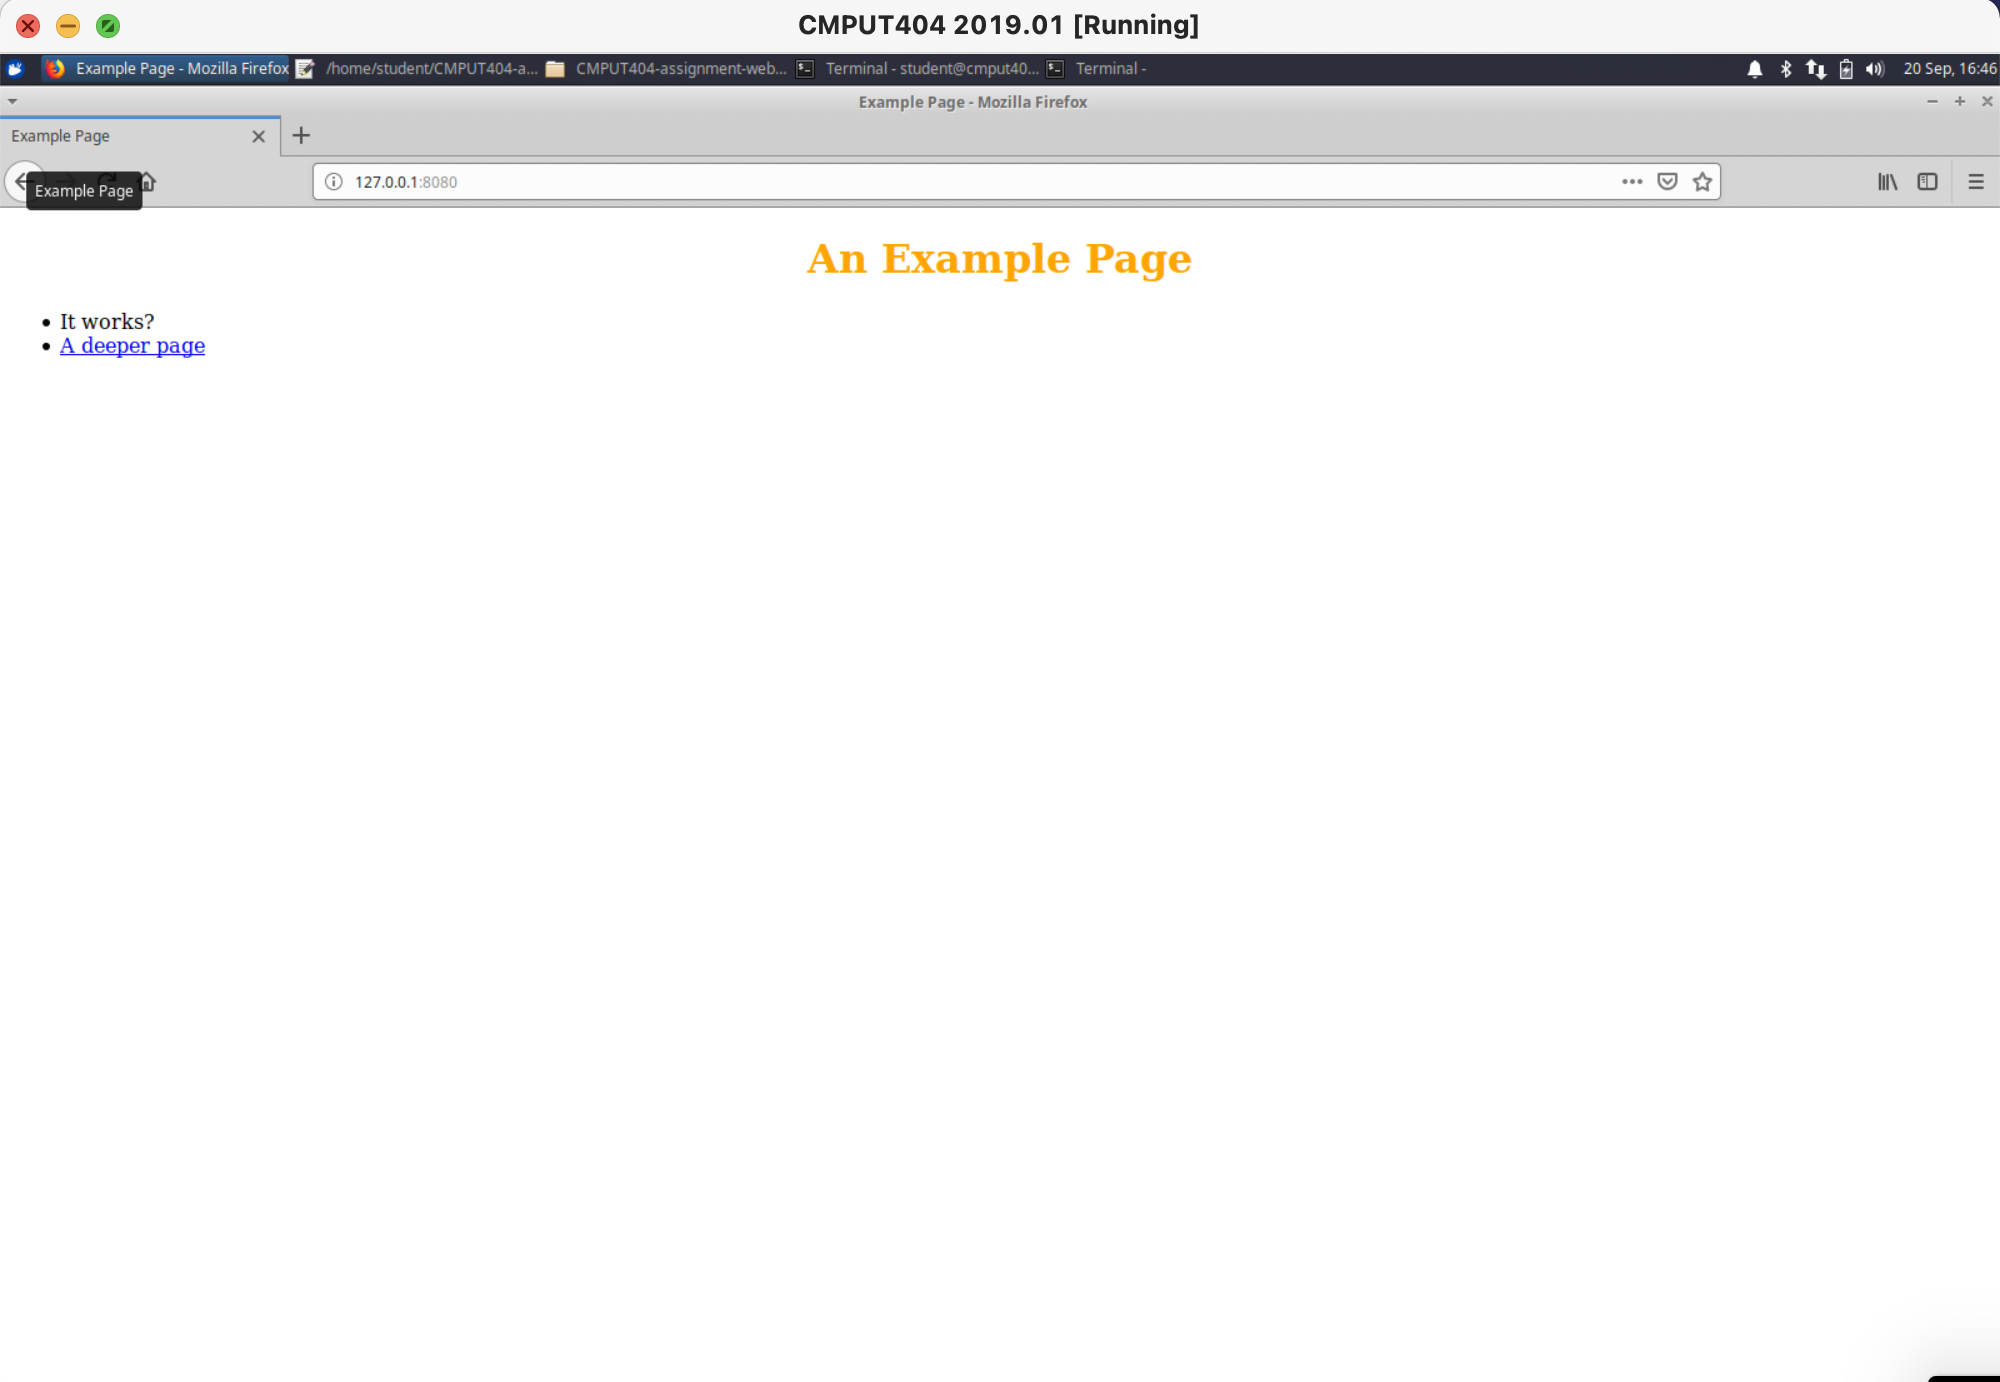 CMPUT404 2019.01 [Running]
Example Page - Mozilla Firefox /home/student/CMPUT404-a... CMPUT404-assignment-web... Terminal - student@cmput40... Terminal - 20 Sep, 16:46
Example Page - Mozilla Firefox
Example Page
127.0.0.1:8080
Example Page
An Example Page
It works?
A deeper page